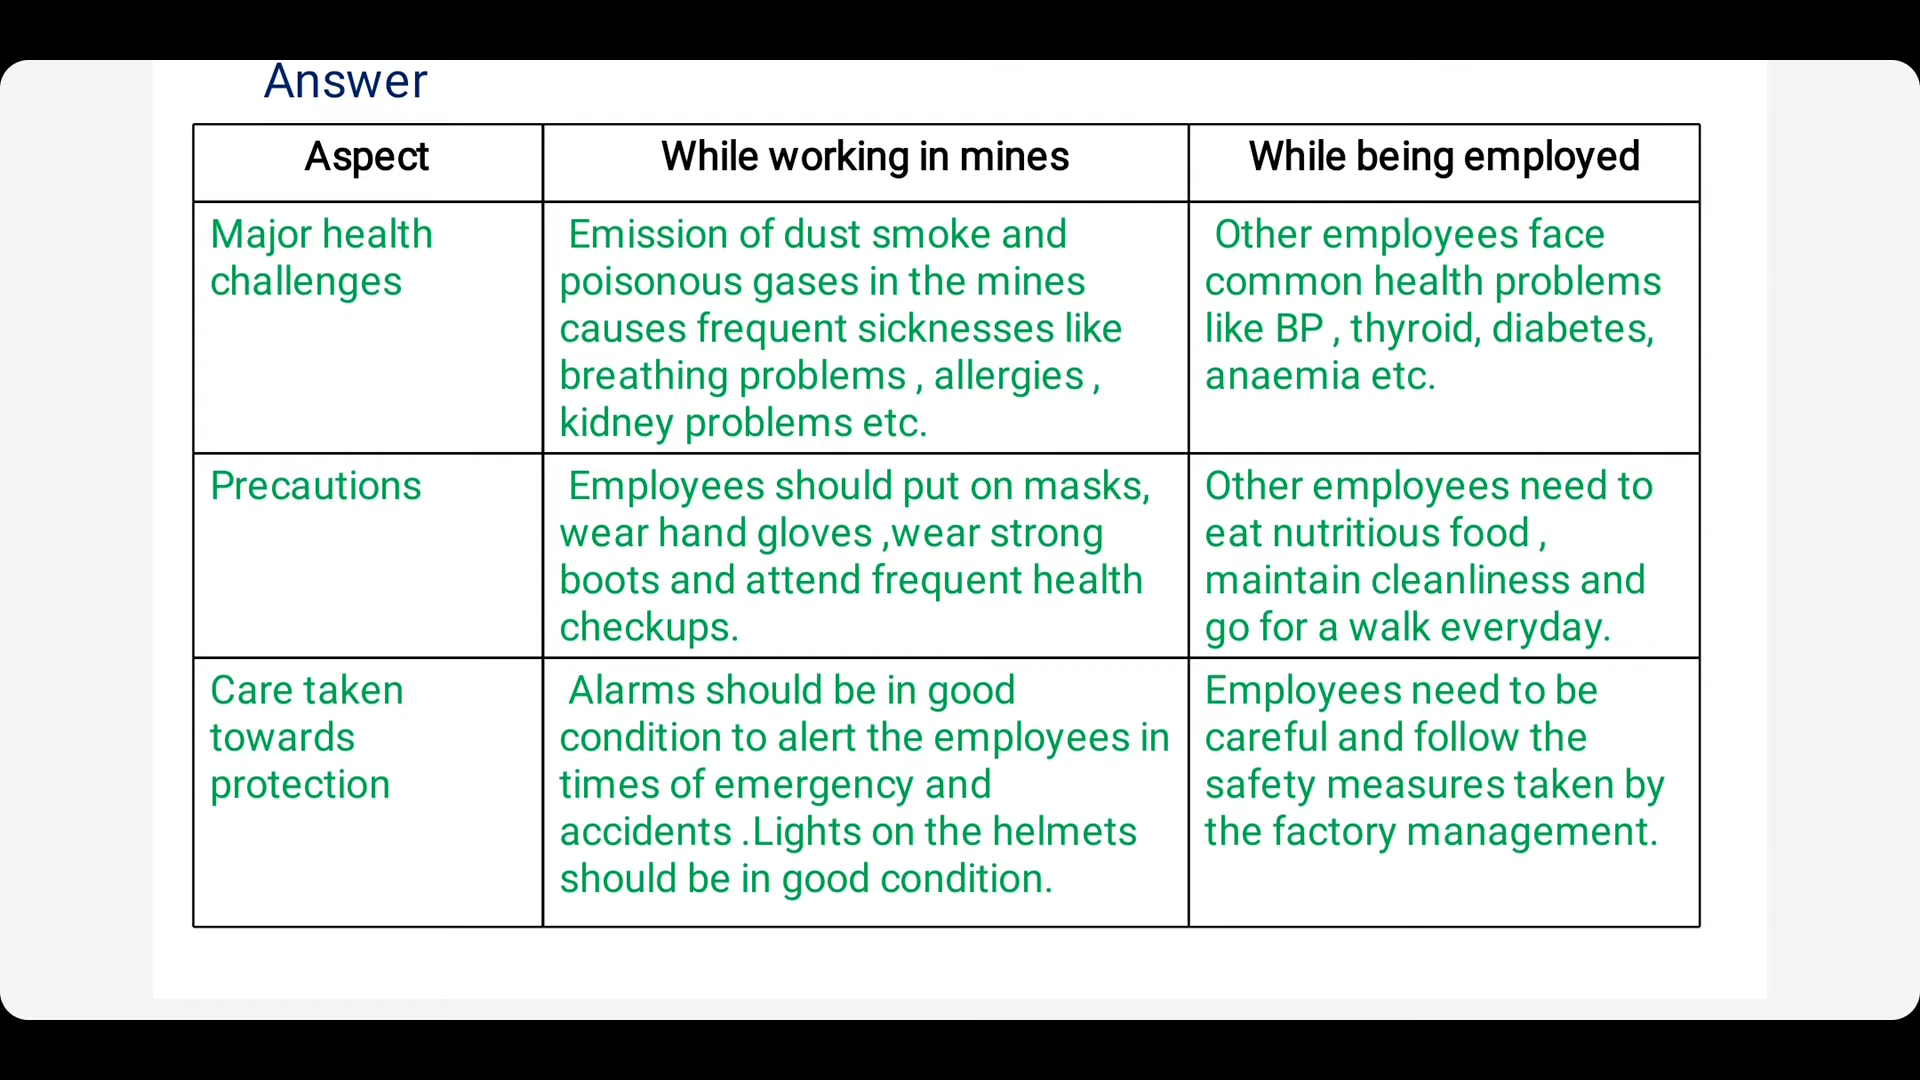 Answer
Aspect
While working in mines
While being employed
Major health
challenges
Emission of dust smoke and
poisonous gases in the mines
causes frequent sicknesses like
breathing problems , allergies ,
kidney problems etc.
Other employees face
common health problems
like BP , thyroid, diabetes,
anaemia etc.
Precautions
Employees should put on masks,
wear hand gloves ,wear strong
boots and attend frequent health
checkups.
Other employees need to
eat nutritious food ,
maintain cleanliness and
go for a walk everyday.
Care taken
towards
protection
Alarms should be in good
condition to alert the employees in
times of emergency and
accidents .Lights on the helmets
should be in good condition.
Employees need to be
careful and follow the
safety measures taken by
the factory management.